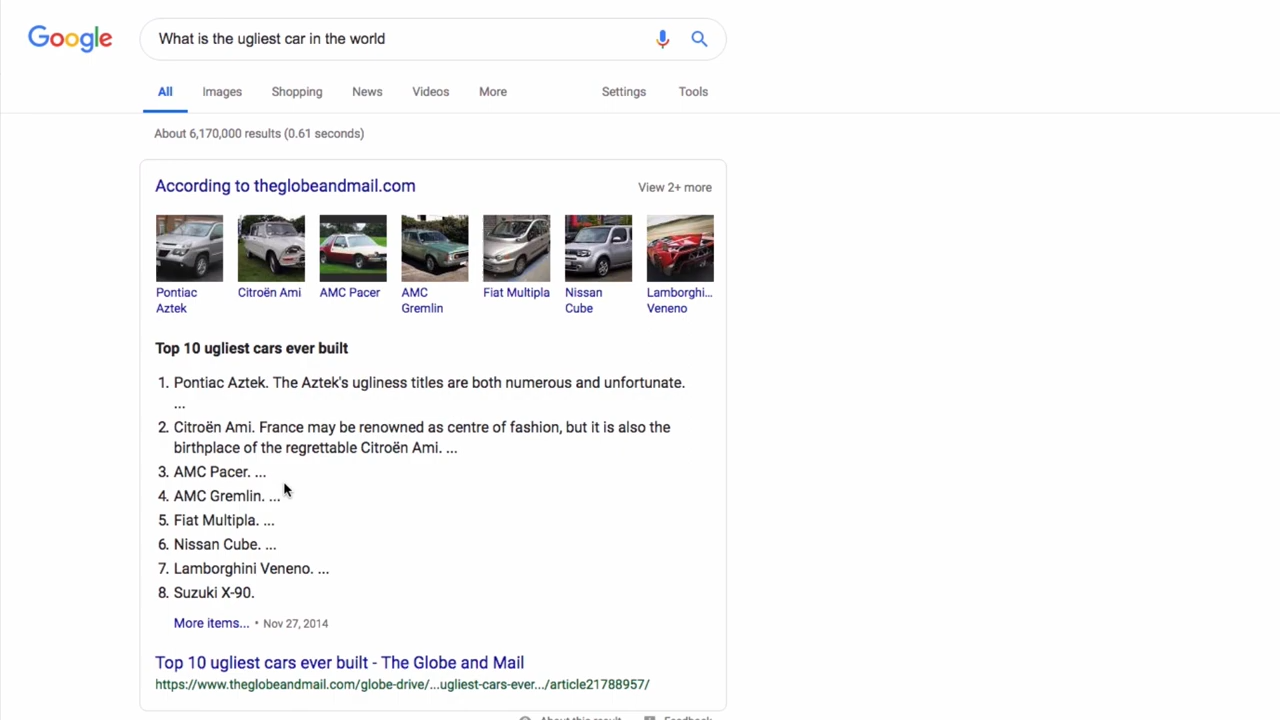 Google
What is the ugliest car in the world
All Images Shopping News Videos More Settings Tools
About 6,170,000 results (0.61 seconds)
According to theglobeandmail.com
View 2+ more
Pontiac Aztek
Citroën Ami
AMC Pacer
AMC Gremlin
Fiat Multipla
Nissan Cube
Lamborghi... Veneno
Top 10 ugliest cars ever built
1. Pontiac Aztek. The Aztek's ugliness titles are both numerous and unfortunate.
...
2. Citroën Ami. France may be renowned as centre of fashion, but it is also the
birthplace of the regrettable Citroën Ami. ...
3. AMC Pacer. ...
4. AMC Gremlin. ...
5. Fiat Multipla. ...
6. Nissan Cube. ...
7. Lamborghini Veneno. ...
8. Suzuki X-90.
More items... • Nov 27, 2014
Top 10 ugliest cars ever built - The Globe and Mail
https://www.theglobeandmail.com/globe-drive/...ugliest-cars-ever.../article21788957/
About this result Feedback